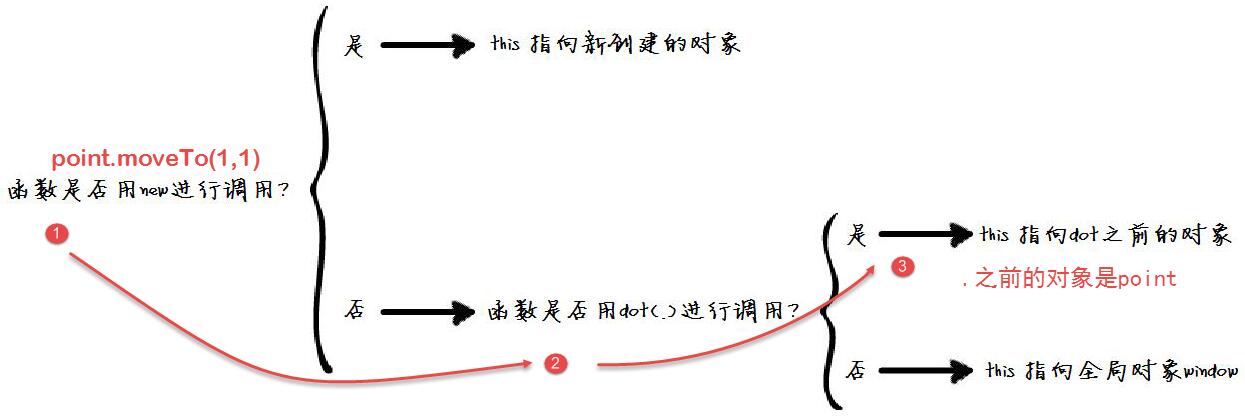 是 this 指向新创建的对象
point.moveTo(1,1)
函数是否用new进行调用?
1
是 this 指向dot之前的对象
3
.之前的对象是point
否 函数是否用dot(.)进行调用?
2
否 this 指向全局对象window